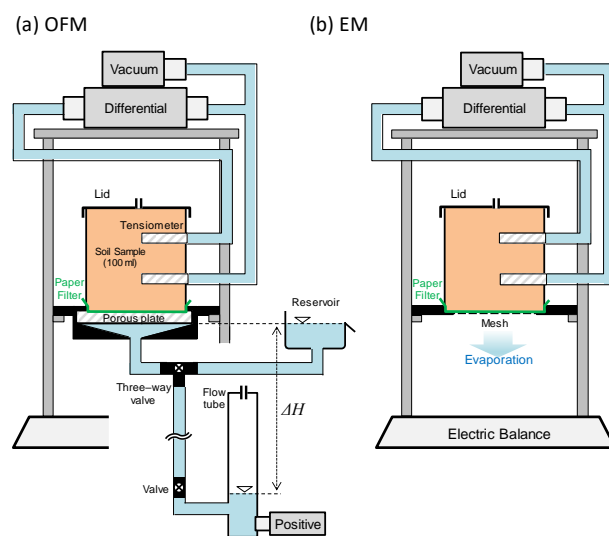 (a) OFM
Vacuum
Differential
Lid
Tensiometer
Soil Sample
(100 ml)
Paper
Filter
Porous plate
Reservoir
Three–way
valve
Flow
tube
ΔH
Valve
Positive
(b) EM
Vacuum
Differential
Lid
Paper
Filter
Mesh
Evaporation
Electric Balance